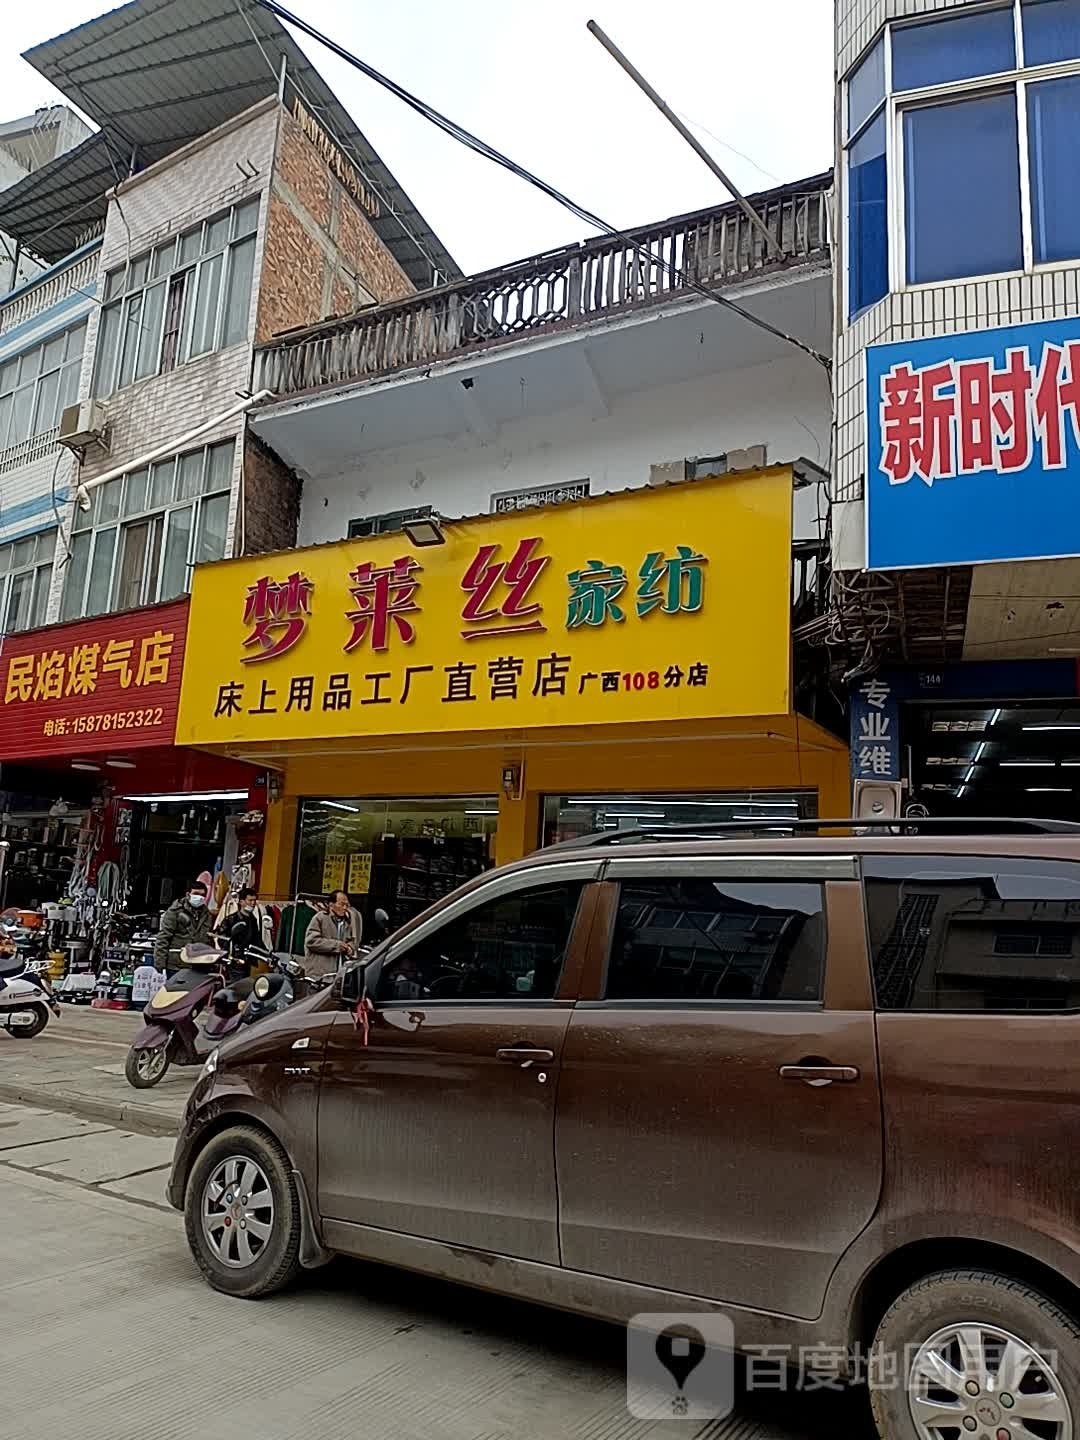 新时代
梦莱丝家纺
床上用品工厂直营店广西108分店
民焰煤气店
电话:15878152322
144
专业维
百度地图用户